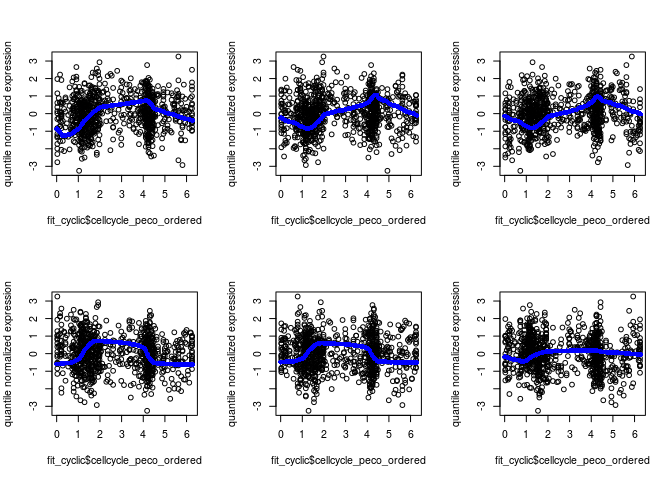 quantile normalized expression
3
2
1
0
-1
-3
0 1 2 3 4 5 6
fit_cyclic$cellcycle_peco_ordered
quantile normalized expression
3
2
1
0
-1
-3
0 1 2 3 4 5 6
fit_cyclic$cellcycle_peco_ordered
quantile normalized expression
3
2
1
0
-1
-3
0 1 2 3 4 5 6
fit_cyclic$cellcycle_peco_ordered
quantile normalized expression
3
2
1
0
-1
-3
0 1 2 3 4 5 6
fit_cyclic$cellcycle_peco_ordered
quantile normalized expression
3
2
1
0
-1
-3
0 1 2 3 4 5 6
fit_cyclic$cellcycle_peco_ordered
quantile normalized expression
3
2
1
0
-1
-3
0 1 2 3 4 5 6
fit_cyclic$cellcycle_peco_ordered